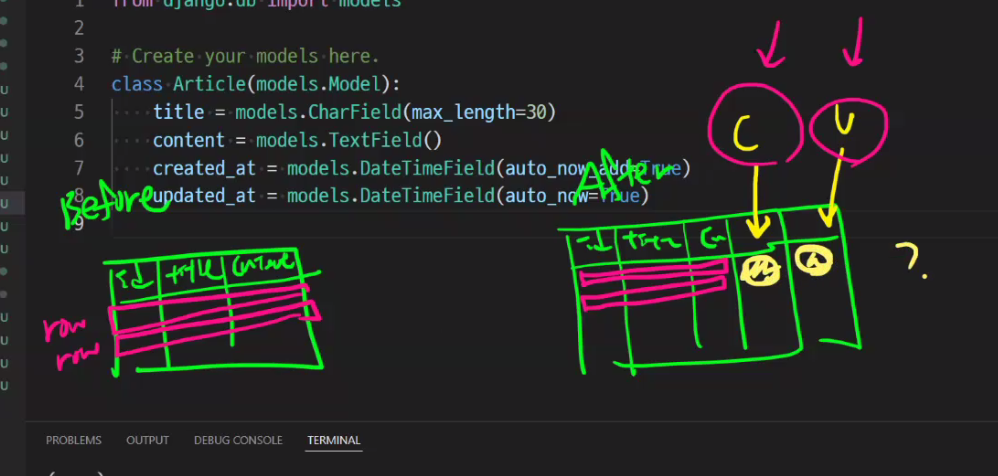 1 from django.db import models
2
3 # Create your models here.
4 class Article(models.Model):
5 title = models.CharField(max_length=30)
6 content = models.TextField()
7 created_at = models.DateTimeField(auto_now_add=True)
8 updated_at = models.DateTimeField(auto_now=True)
9
C U
Before After
id title content
id
row
row
?
U
U
U
U
U
U
U
U
U
U
U
U
U
U
PROBLEMS OUTPUT DEBUG CONSOLE TERMINAL